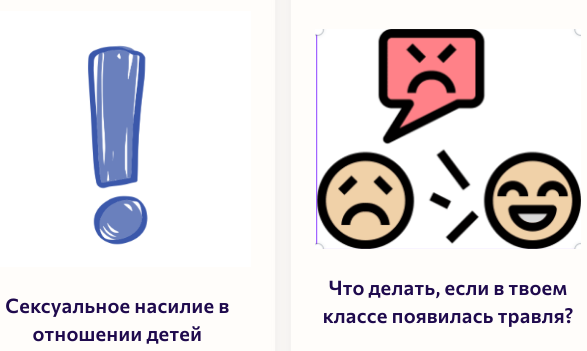 Сексуальное насилие в
отношении детей
Что делать, если в твоем
классе появилась травля?